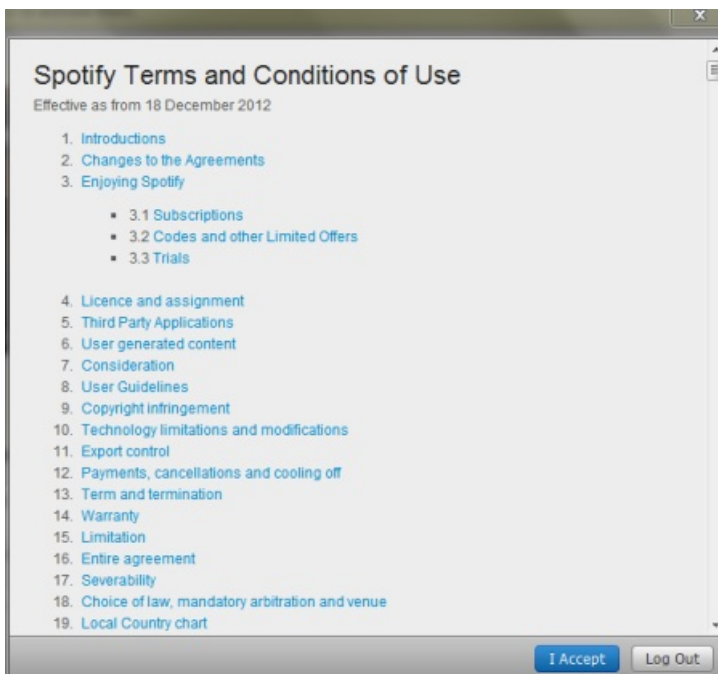 Spotify Terms and Conditions of Use
Effective as from 18 December 2012
1. Introductions
2. Changes to the Agreements
3. Enjoying Spotify
▪ 3.1 Subscriptions
▪ 3.2 Codes and other Limited Offers
▪ 3.3 Trials
4. Licence and assignment
5. Third Party Applications
6. User generated content
7. Consideration
8. User Guidelines
9. Copyright infringement
10. Technology limitations and modifications
11. Export control
12. Payments, cancellations and cooling off
13. Term and termination
14. Warranty
15. Limitation
16. Entire agreement
17. Severability
18. Choice of law, mandatory arbitration and venue
19. Local Country chart
I Accept Log Out